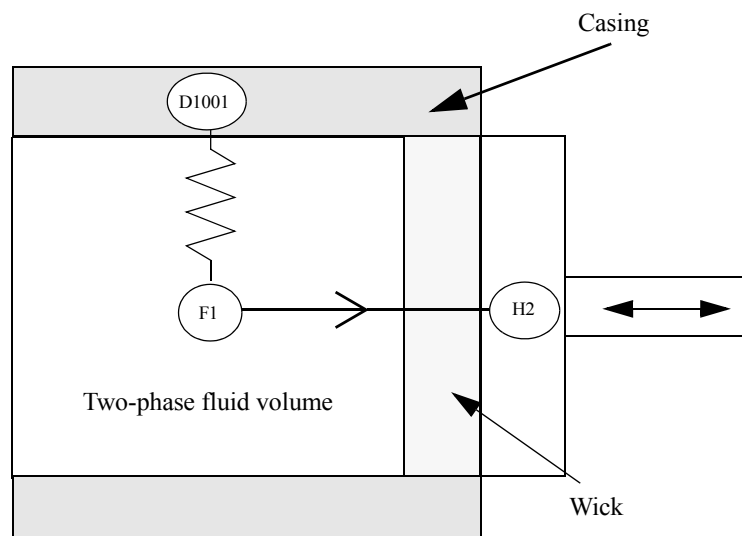 Casing
D1001
F1
H2
Two-phase fluid volume
Wick